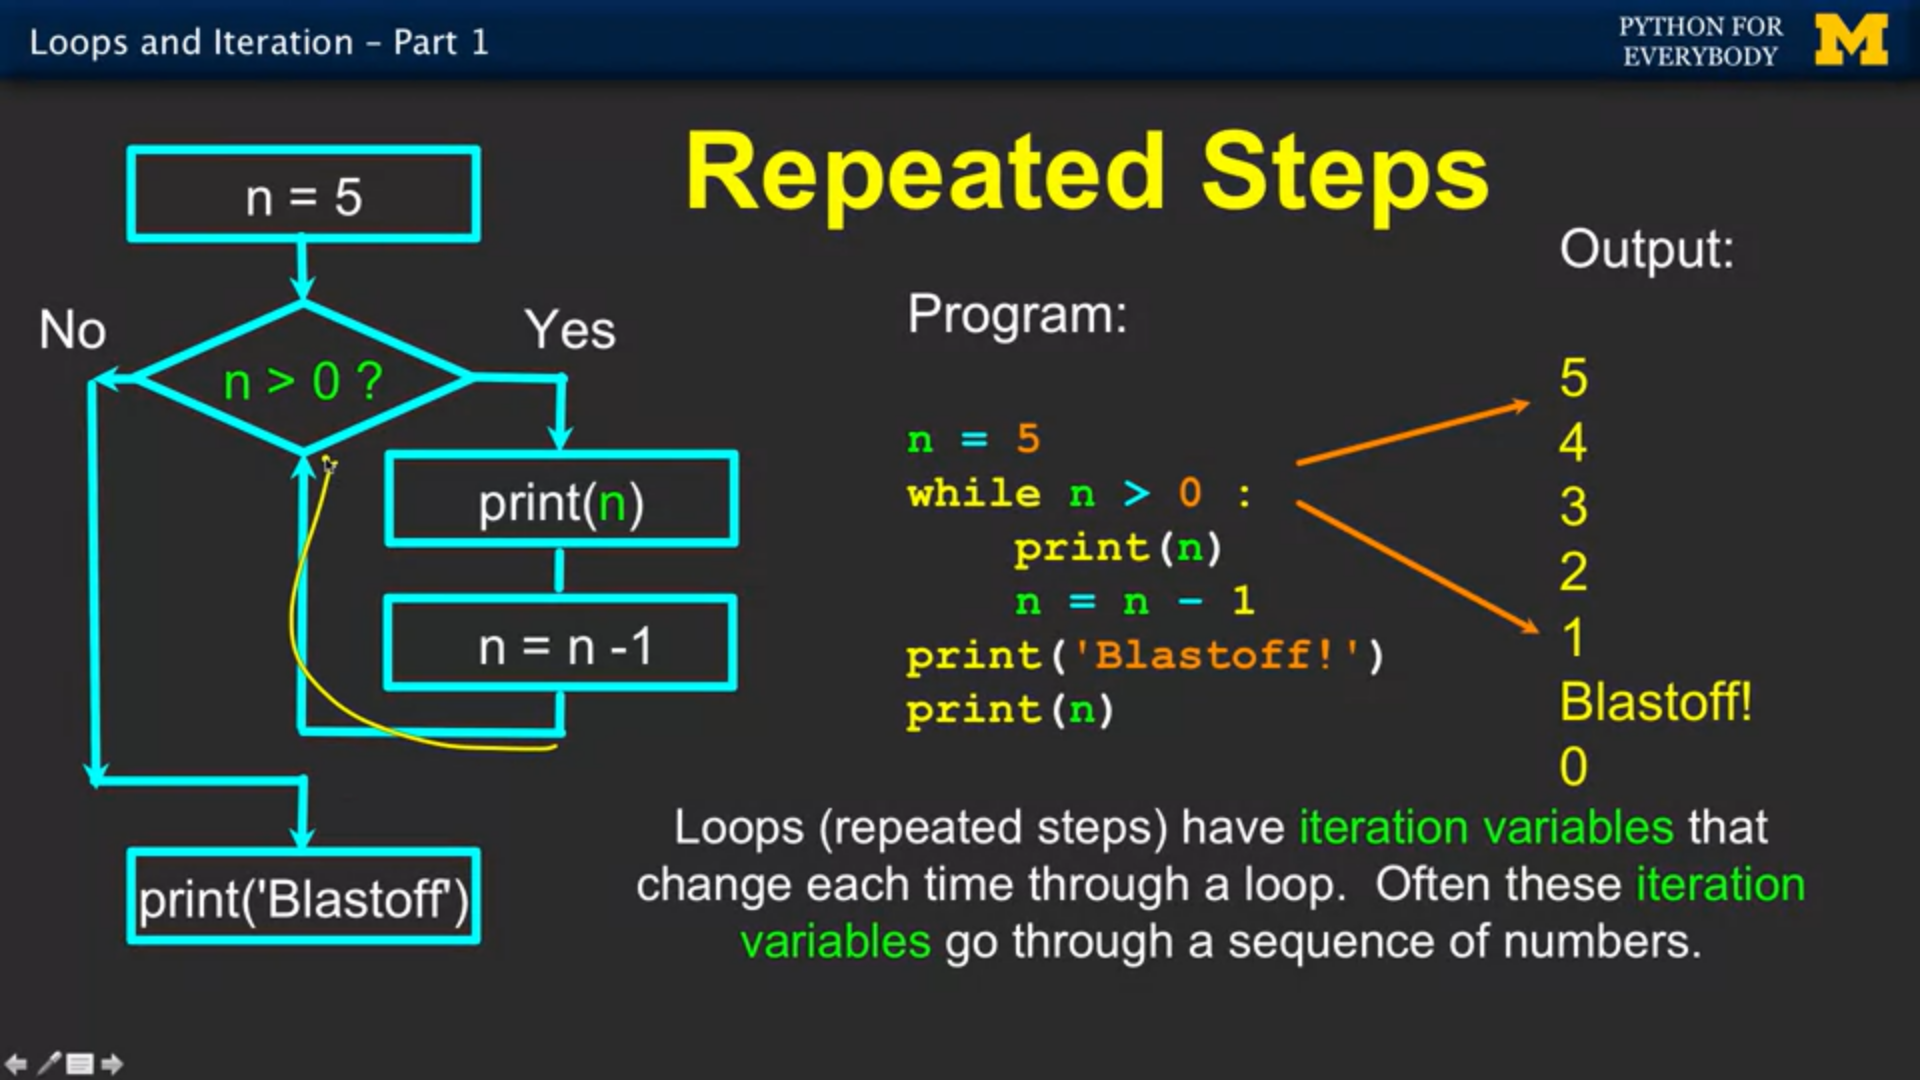 Loops and Iteration – Part 1
PYTHON FOR
EVERYBODY
M
Repeated Steps
n = 5
No
Yes
n > 0 ?
print(n)
n = n -1
print('Blastoff')
Program:
n = 5
while n > 0 :
    print(n)
    n = n - 1
print('Blastoff!')
print(n)
Output:
5
4
3
2
1
Blastoff!
0
Loops (repeated steps) have iteration variables that
change each time through a loop.  Often these iteration
variables go through a sequence of numbers.